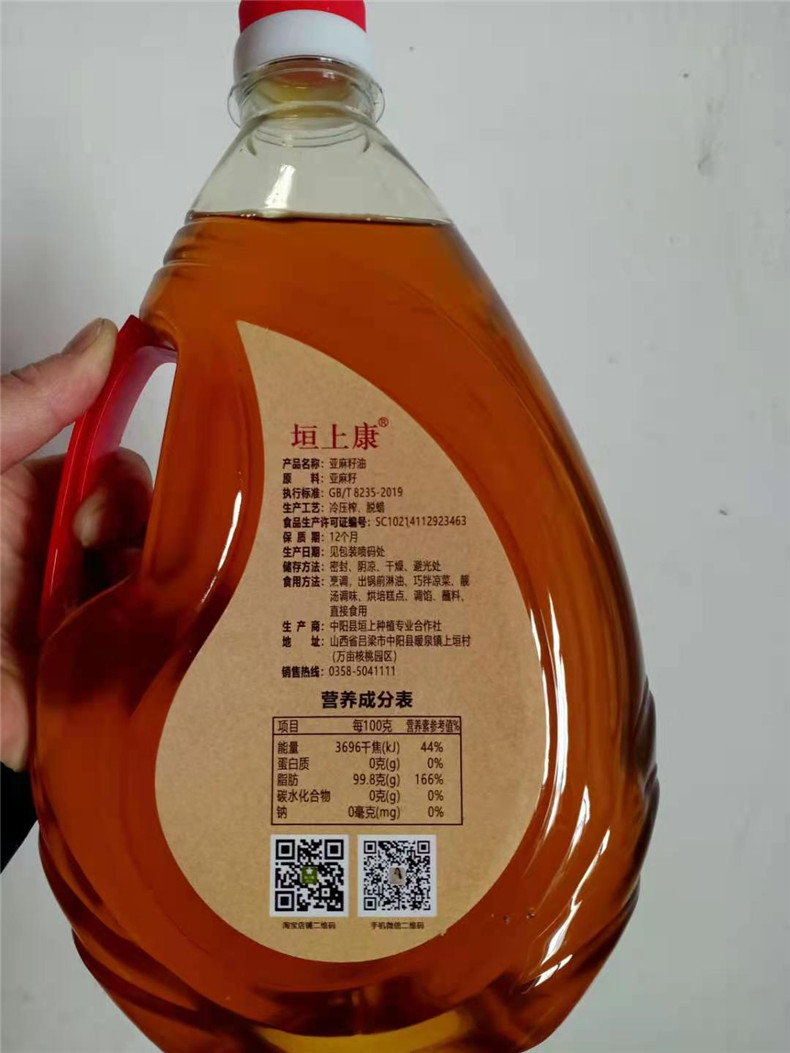 垣上康®
产品名称：亚麻籽油
原 料：亚麻籽
执行标准：GB/T 8235-2019
生产工艺：冷压榨、脱蜡
食品生产许可证编号：SC10214112923463
保 质 期：12个月
生产日期：见包装喷码处
储存方法：密封、阴凉、干燥、避光处
食用方法：烹调、出锅前淋油、巧拌凉菜、靓
汤调味、烘培糕点、调馅、蘸料、
直接食用
生 产 商：中阳县垣上种植专业合作社
地 址：山西省吕梁市中阳县暖泉镇上垣村
（万亩核桃园区）
销售热线：0358-5041111
营养成分表
项目 每100克 营养素参考值%
能量 3696千焦(kJ) 44%
蛋白质 0克(g) 0%
脂肪 99.8克(g) 166%
碳水化合物 0克(g) 0%
钠 0毫克(mg) 0%
淘宝店铺二维码 手机微信二维码